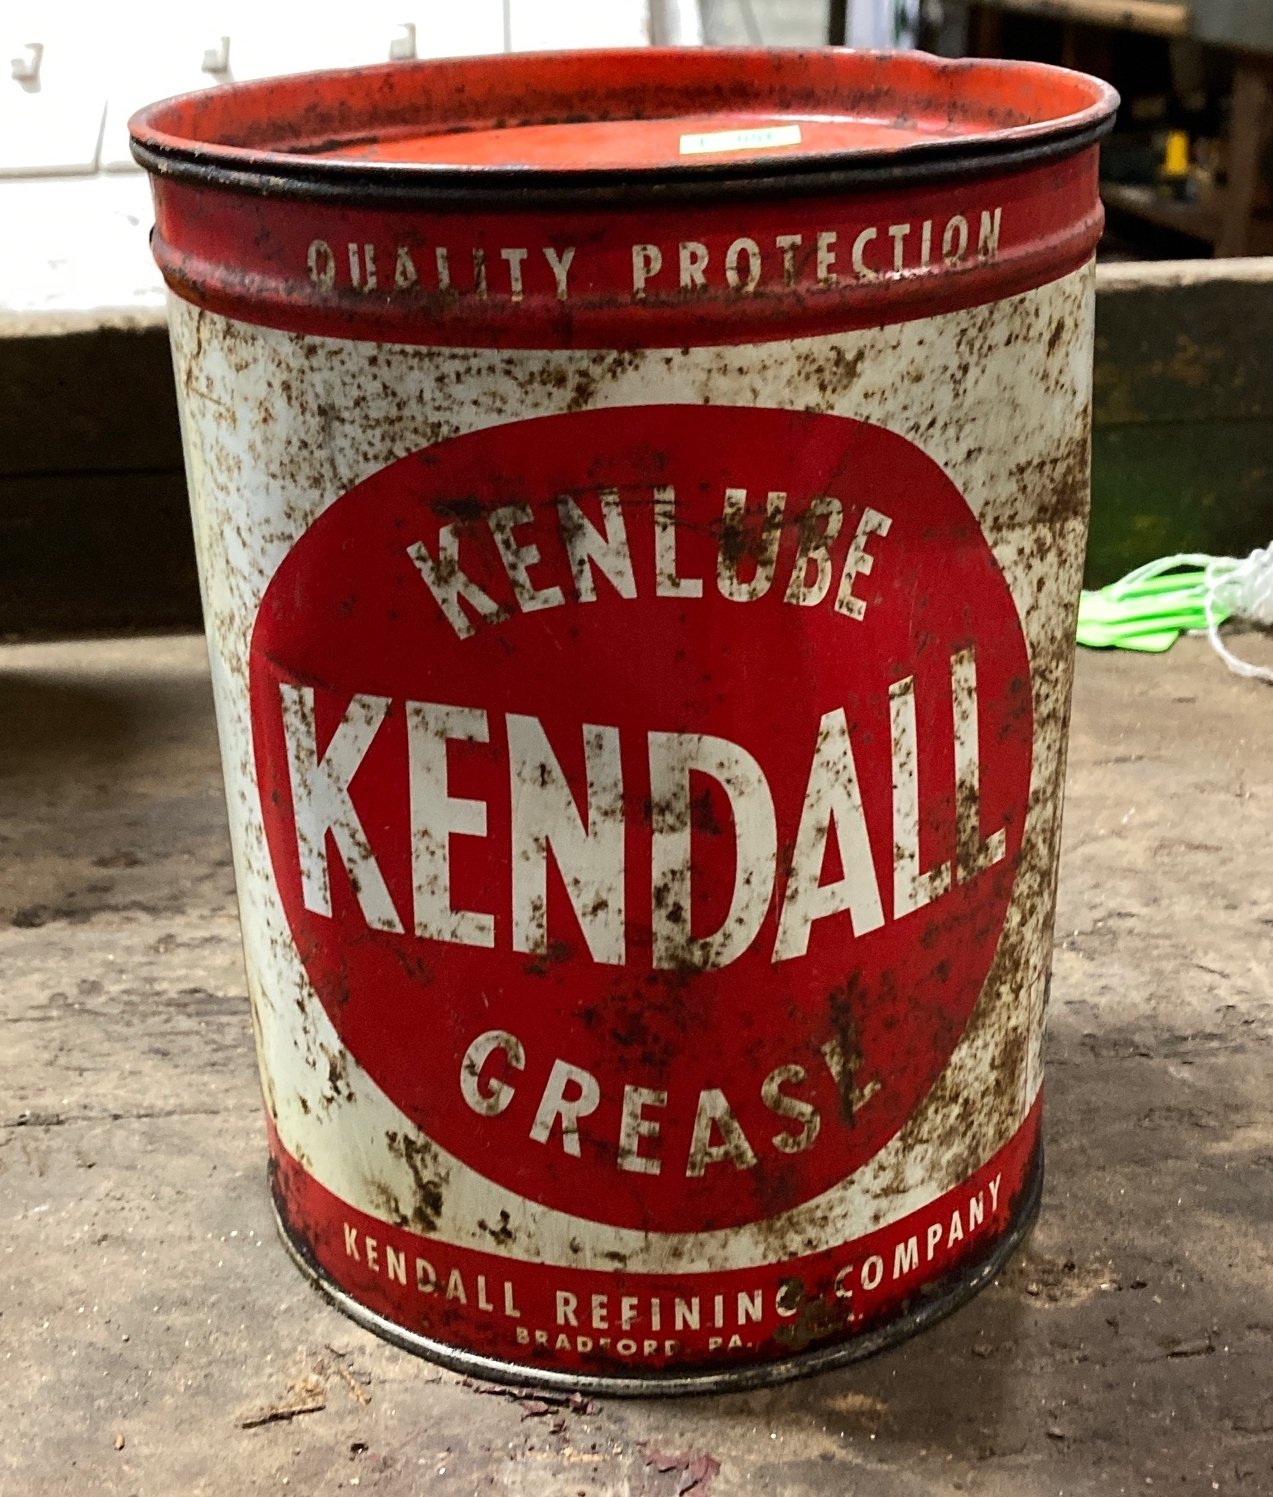 QUALITY PROTECTION
KENLUBE
KENDALL
GREASE
KENDALL REFINING COMPANY
BRADFORD, PA.,